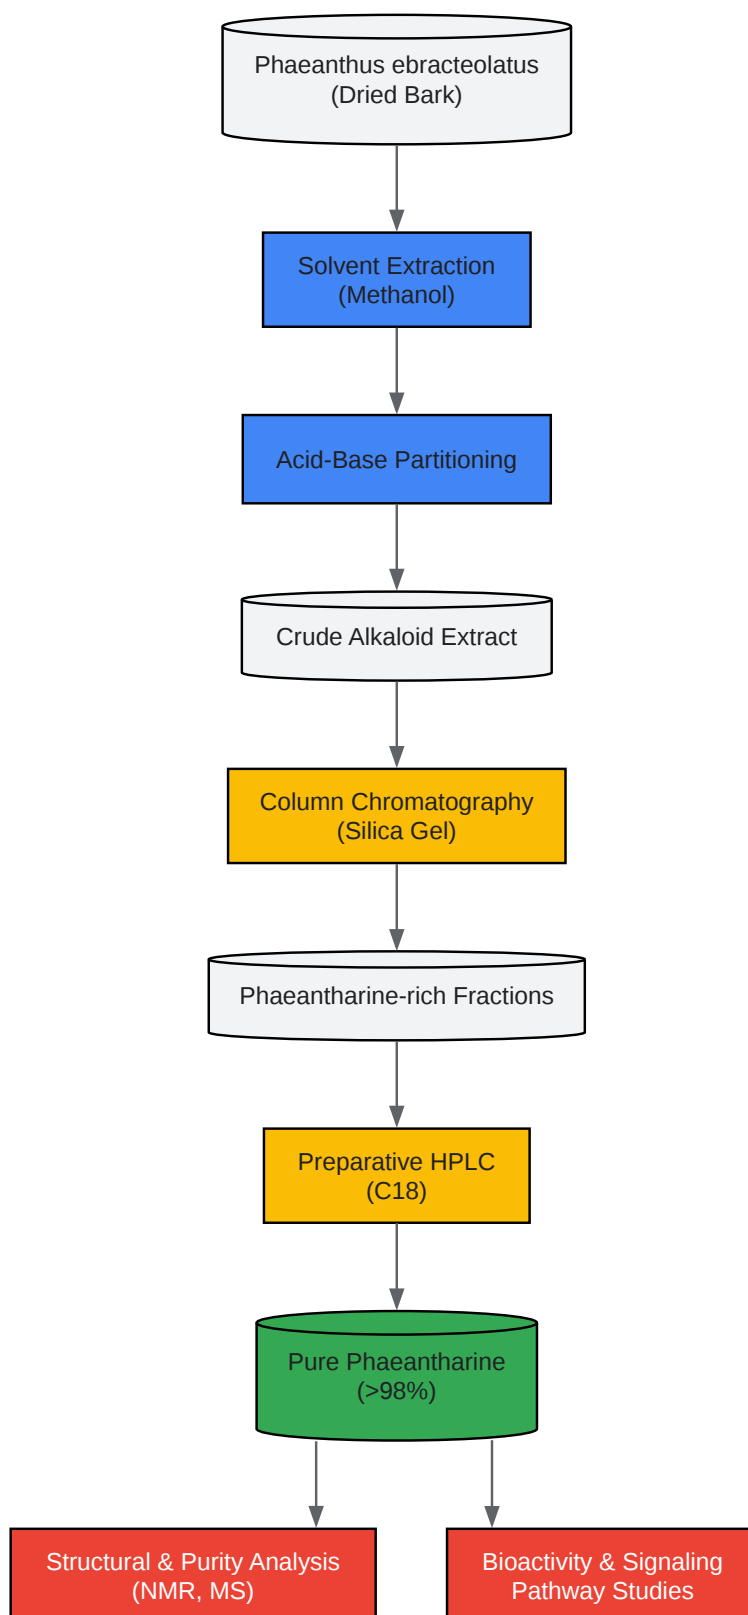 Phaeanthus ebracteolatus
(Dried Bark)
Solvent Extraction
(Methanol)
Acid-Base Partitioning
Crude Alkaloid Extract
Column Chromatography
(Silica Gel)
Phaeantharine-rich Fractions
Preparative HPLC
(C18)
Pure Phaeantharine
(>98%)
Structural & Purity Analysis
(NMR, MS)
Bioactivity & Signaling
Pathway Studies